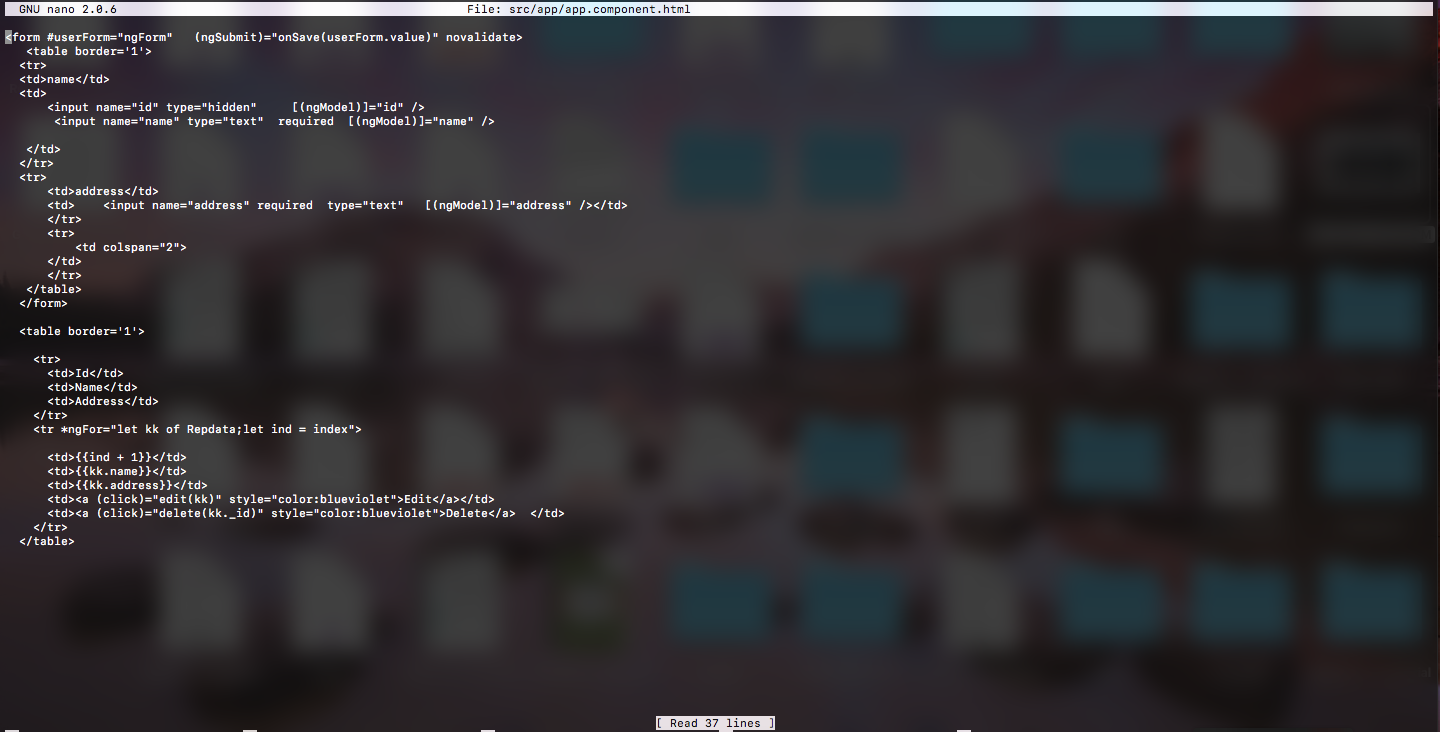 GNU nano 2.0.6 File: src/app/app.component.html
<form #userForm="ngForm"   (ngSubmit)="onSave(userForm.value)" novalidate>
   <table border='1'>
  <tr>
  <td>name</td>
  <td>
      <input name="id" type="hidden"     [(ngModel)]="id" />
       <input name="name" type="text"  required  [(ngModel)]="name" />
   </td>
  </tr>
  <tr>
      <td>address</td>
      <td>    <input name="address" required  type="text"   [(ngModel)]="address" /></td>
      </tr>
      <tr>
          <td colspan="2">
      </td>
      </tr>
   </table>
  </form>
  <table border='1'>
    <tr>
      <td>Id</td>
      <td>Name</td>
      <td>Address</td>
    </tr>
    <tr *ngFor="let kk of Repdata;let ind = index">
      <td>{{ind + 1}}</td>
      <td>{{kk.name}}</td>
      <td>{{kk.address}}</td>
      <td><a (click)="edit(kk)" style="color:blueviolet">Edit</a></td>
      <td><a (click)="delete(kk._id)" style="color:blueviolet">Delete</a>  </td>
    </tr>
  </table>
[ Read 37 lines ]